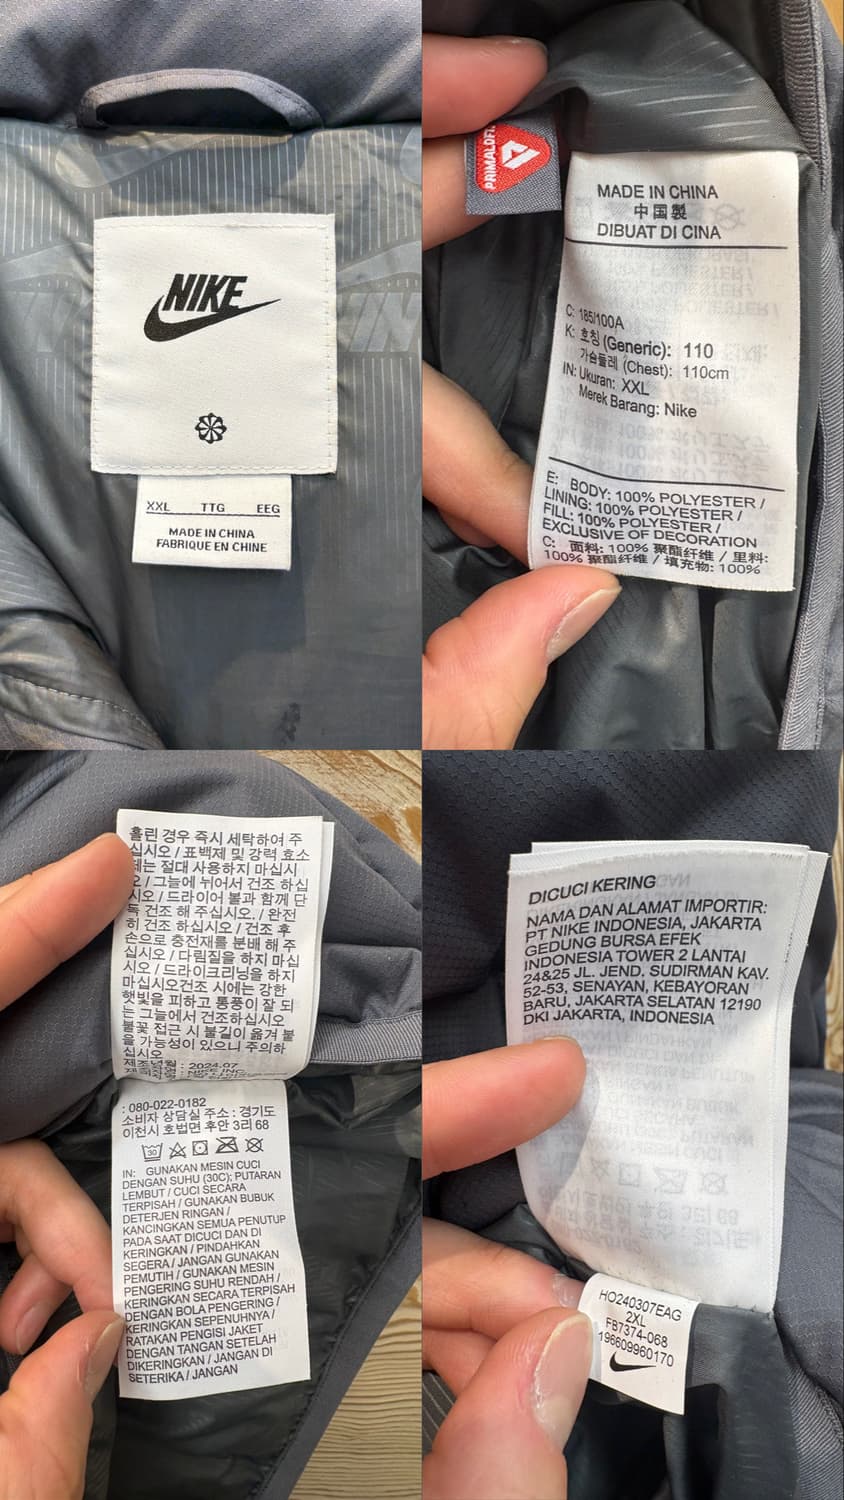 NIKE
XXL TTG EEG
MADE IN CHINA
FABRIQUE EN CHINE
PRIMALOFT
MADE IN CHINA
中国製
DIBUAT DI CINA
C: 185/100A
K: 호칭 (Generic): 110
가슴둘레 (Chest): 110cm
IN: Ukuran: XXL
Merek Barang: Nike
E: BODY: 100% POLYESTER /
LINING: 100% POLYESTER /
FILL: 100% POLYESTER /
EXCLUSIVE OF DECORATION
C: 面料: 100% 聚酯纤维 / 里料:
100% 聚酯纤维 / 填充物: 100%
흘린 경우 즉시 세탁하여 주
십시오 / 표백제 및 강력 효소
제는 절대 사용하지 마십시
오 / 그늘에 뉘어서 건조 하십
시오 / 드라이어 볼과 함께 단
독 건조 해 주십시오. / 완전
히 건조 하십시오 / 건조 후
손으로 충전재를 분배 해 주
십시오 / 다림질을 하지 마십
시오 / 드라이크리닝을 하지
마십시오건조 시에는 강한
햇빛을 피하고 통풍이 잘 되
는 그늘에서 건조하십시오
불꽃 접근 시 불길이 옮겨 붙
을 가능성이 있으니 주의하
십시오
제조년월 : 2024.07
: 080-022-0182
소비자 상담실 주소 : 경기도
이천시 호법면 후안 3리 68
30
IN: GUNAKAN MESIN CUCI
DENGAN SUHU (30C); PUTARAN
LEMBUT / CUCI SECARA
TERPISAH / GUNAKAN BUBUK
DETERJEN RINGAN /
KANCINGKAN SEMUA PENUTUP
PADA SAAT DICUCI DAN DI
KERINGKAN / PINDAHKAN
SEGERA / JANGAN GUNAKAN
PEMUTIH / GUNAKAN MESIN
PENGERING SUHU RENDAH /
KERINGKAN SECARA TERPISAH
DENGAN BOLA PENGERING /
KERINGKAN SEPENUHNYA /
RATAKAN PENGISI JAKET
DENGAN TANGAN SETELAH
DIKERINGKAN / JANGAN DI
SETERIKA / JANGAN
DICUCI KERING
NAMA DAN ALAMAT IMPORTIR:
PT NIKE INDONESIA, JAKARTA
GEDUNG BURSA EFEK
INDONESIA TOWER 2 LANTAI
24&25 JL. JEND. SUDIRMAN KAV.
52-53, SENAYAN, KEBAYORAN
BARU, JAKARTA SELATAN 12190
DKI JAKARTA, INDONESIA
HO240307EAG
2XL
FB7374-068
196609960170